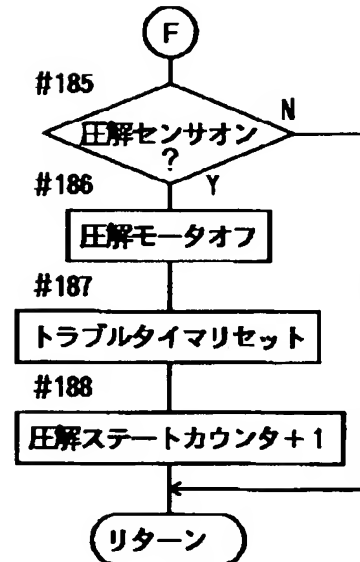 F
#185
N
圧解センサオン
?
#186
Y
圧解モータオフ
#187
トラブルタイマリセット
#188
圧解ステートカウンタ+1
リターン